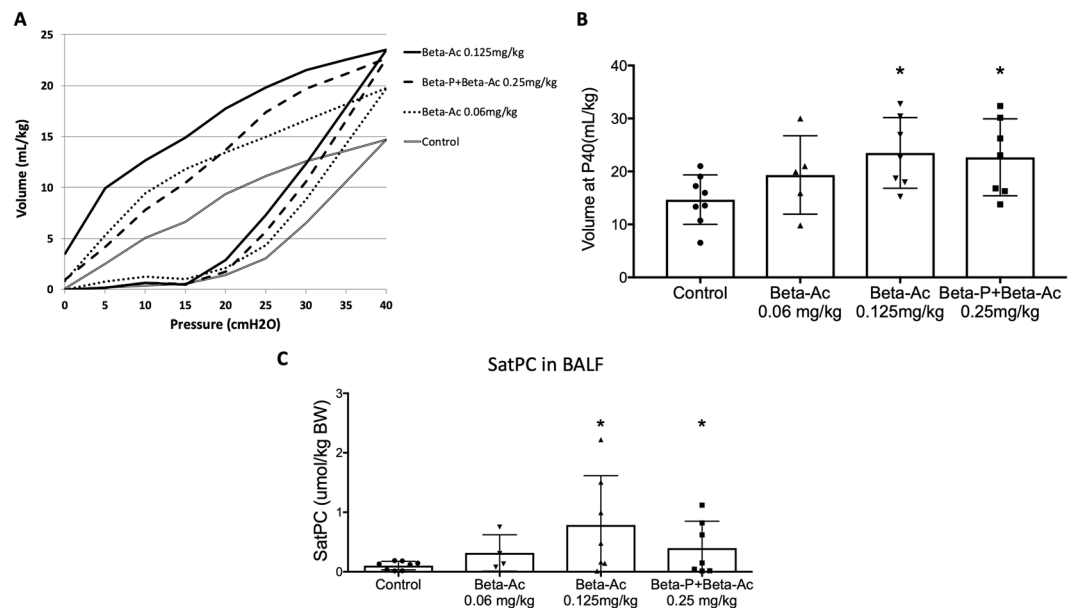 A
25
20
15
10
5
0
Volume (mL/kg)
0 5 10 15 20 25 30 35 40
Pressure (cmH2O)
Beta-Ac 0.125mg/kg
Beta-P+Beta-Ac 0.25mg/kg
Beta-Ac 0.06mg/kg
Control
B
40
30
20
10
0
Volume at P40(mL/kg)
* *
Control Beta-Ac Beta-Ac Beta-P+Beta-Ac
0.06 mg/kg 0.125mg/kg 0.25mg/kg
C
SatPC in BALF
3
2
1
0
SatPC (umol/kg BW)
* *
Control Beta-Ac Beta-Ac Beta-P+Beta-Ac
0.06 mg/kg 0.125mg/kg 0.25 mg/kg